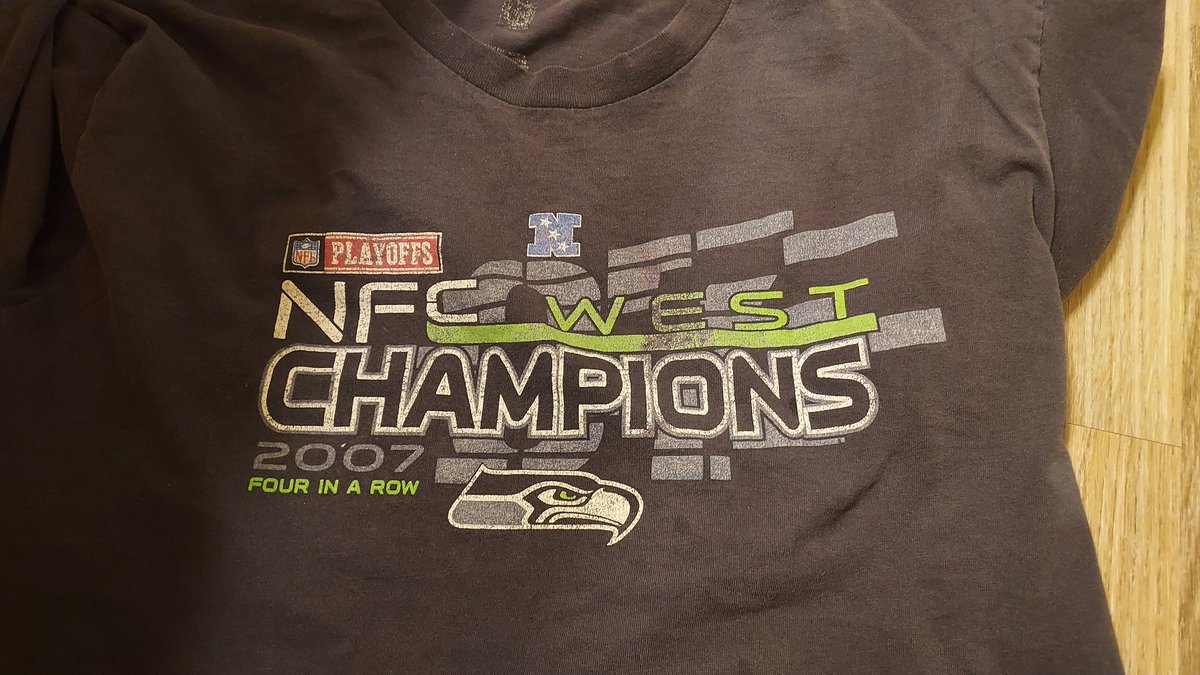 N
NFL PLAYOFFS
NFC WEST
CHAMPIONS
2007
FOUR IN A ROW